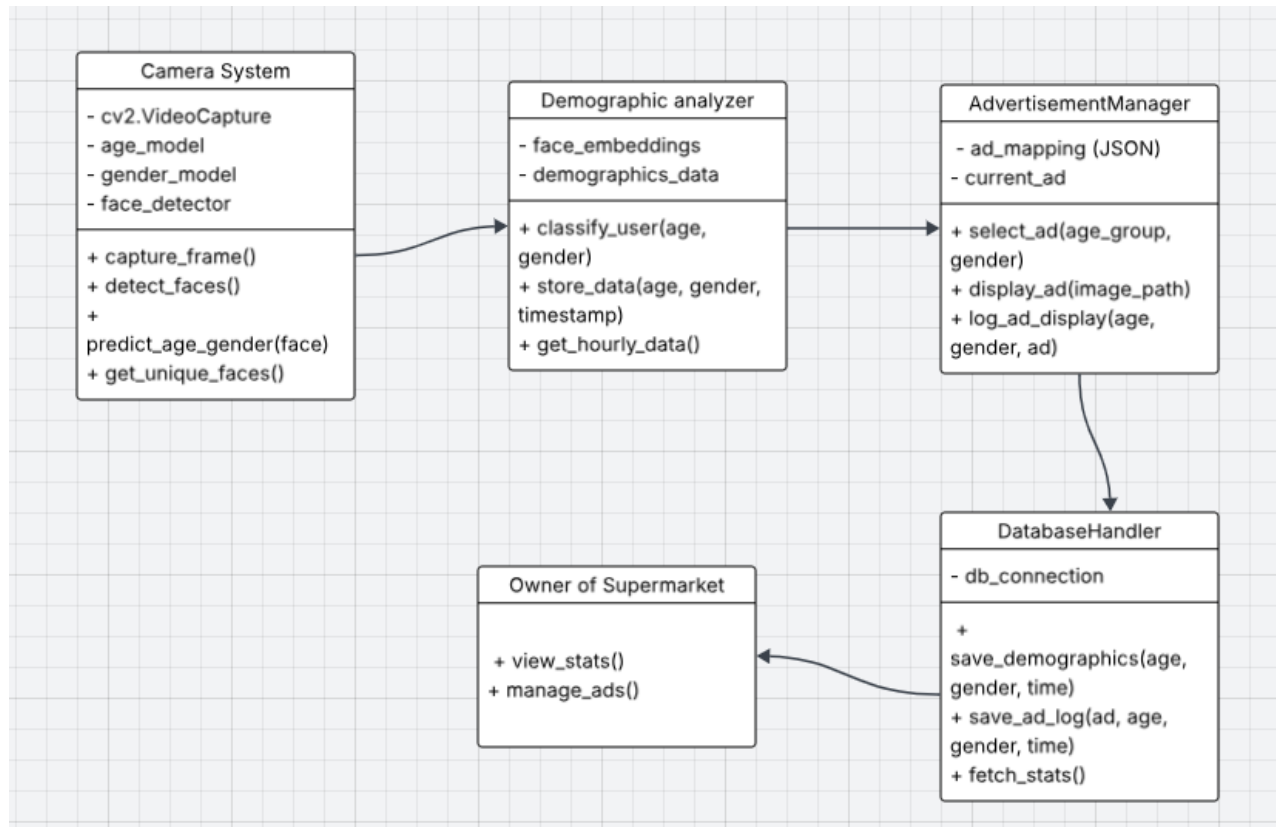 Camera System
- cv2.VideoCapture
- age_model
- gender_model
- face_detector
+ capture_frame()
+ detect_faces()
+
predict_age_gender(face)
+ get_unique_faces()
Demographic analyzer
- face_embeddings
- demographics_data
+ classify_user(age,
gender)
+ store_data(age, gender,
timestamp)
+ get_hourly_data()
AdvertisementManager
- ad_mapping (JSON)
- current_ad
+ select_ad(age_group,
gender)
+ display_ad(image_path)
+ log_ad_display(age,
gender, ad)
Owner of Supermarket
+ view_stats()
+ manage_ads()
DatabaseHandler
- db_connection
+
save_demographics(age,
gender, time)
+ save_ad_log(ad, age,
gender, time)
+ fetch_stats()